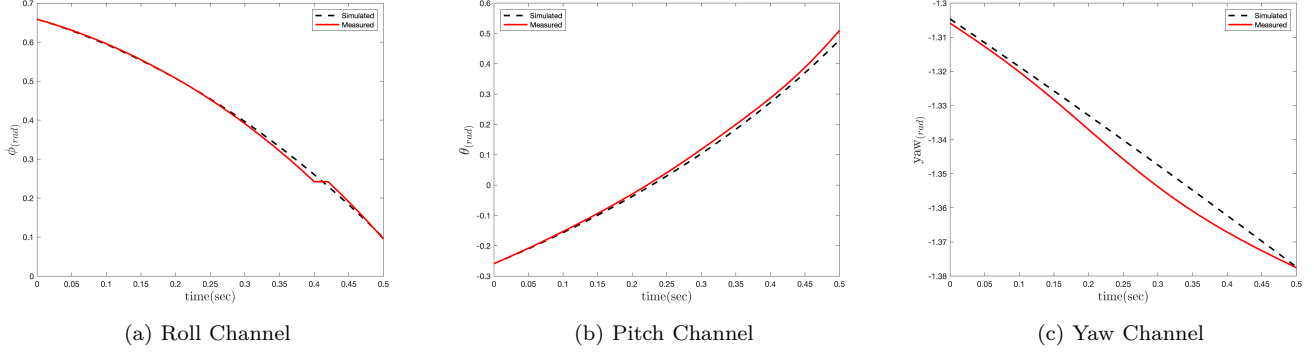 0.7
0.6
0.5
0.4
0.3
0.2
0.1
0
ϕ(rad)
Simulated
Measured
0 0.05 0.1 0.15 0.2 0.25 0.3 0.35 0.4 0.45 0.5
time(sec)
(a) Roll Channel
0.6
0.5
0.4
0.3
0.2
0.1
0
-0.1
-0.2
-0.3
θ(rad)
Simulated
Measured
0 0.05 0.1 0.15 0.2 0.25 0.3 0.35 0.4 0.45 0.5
time(sec)
(b) Pitch Channel
-1.3
-1.31
-1.32
-1.33
-1.34
-1.35
-1.36
-1.37
-1.38
yaw(rad)
Simulated
Measured
0 0.05 0.1 0.15 0.2 0.25 0.3 0.35 0.4 0.45 0.5
time(sec)
(c) Yaw Channel